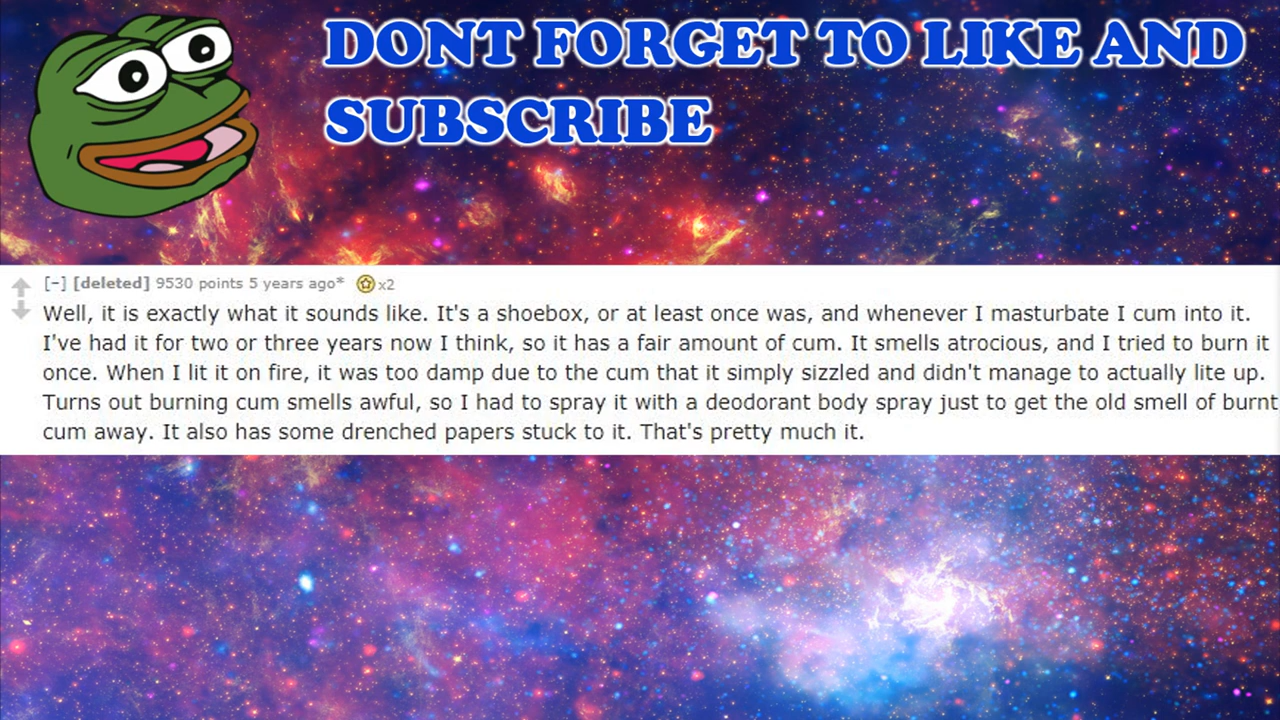 DONT FORGET TO LIKE AND
SUBSCRIBE
[–] [deleted] 9530 points 5 years ago* x2
Well, it is exactly what it sounds like. It's a shoebox, or at least once was, and whenever I masturbate I cum into it.
I've had it for two or three years now I think, so it has a fair amount of cum. It smells atrocious, and I tried to burn it
once. When I lit it on fire, it was too damp due to the cum that it simply sizzled and didn't manage to actually lite up.
Turns out burning cum smells awful, so I had to spray it with a deodorant body spray just to get the old smell of burnt
cum away. It also has some drenched papers stuck to it. That's pretty much it.